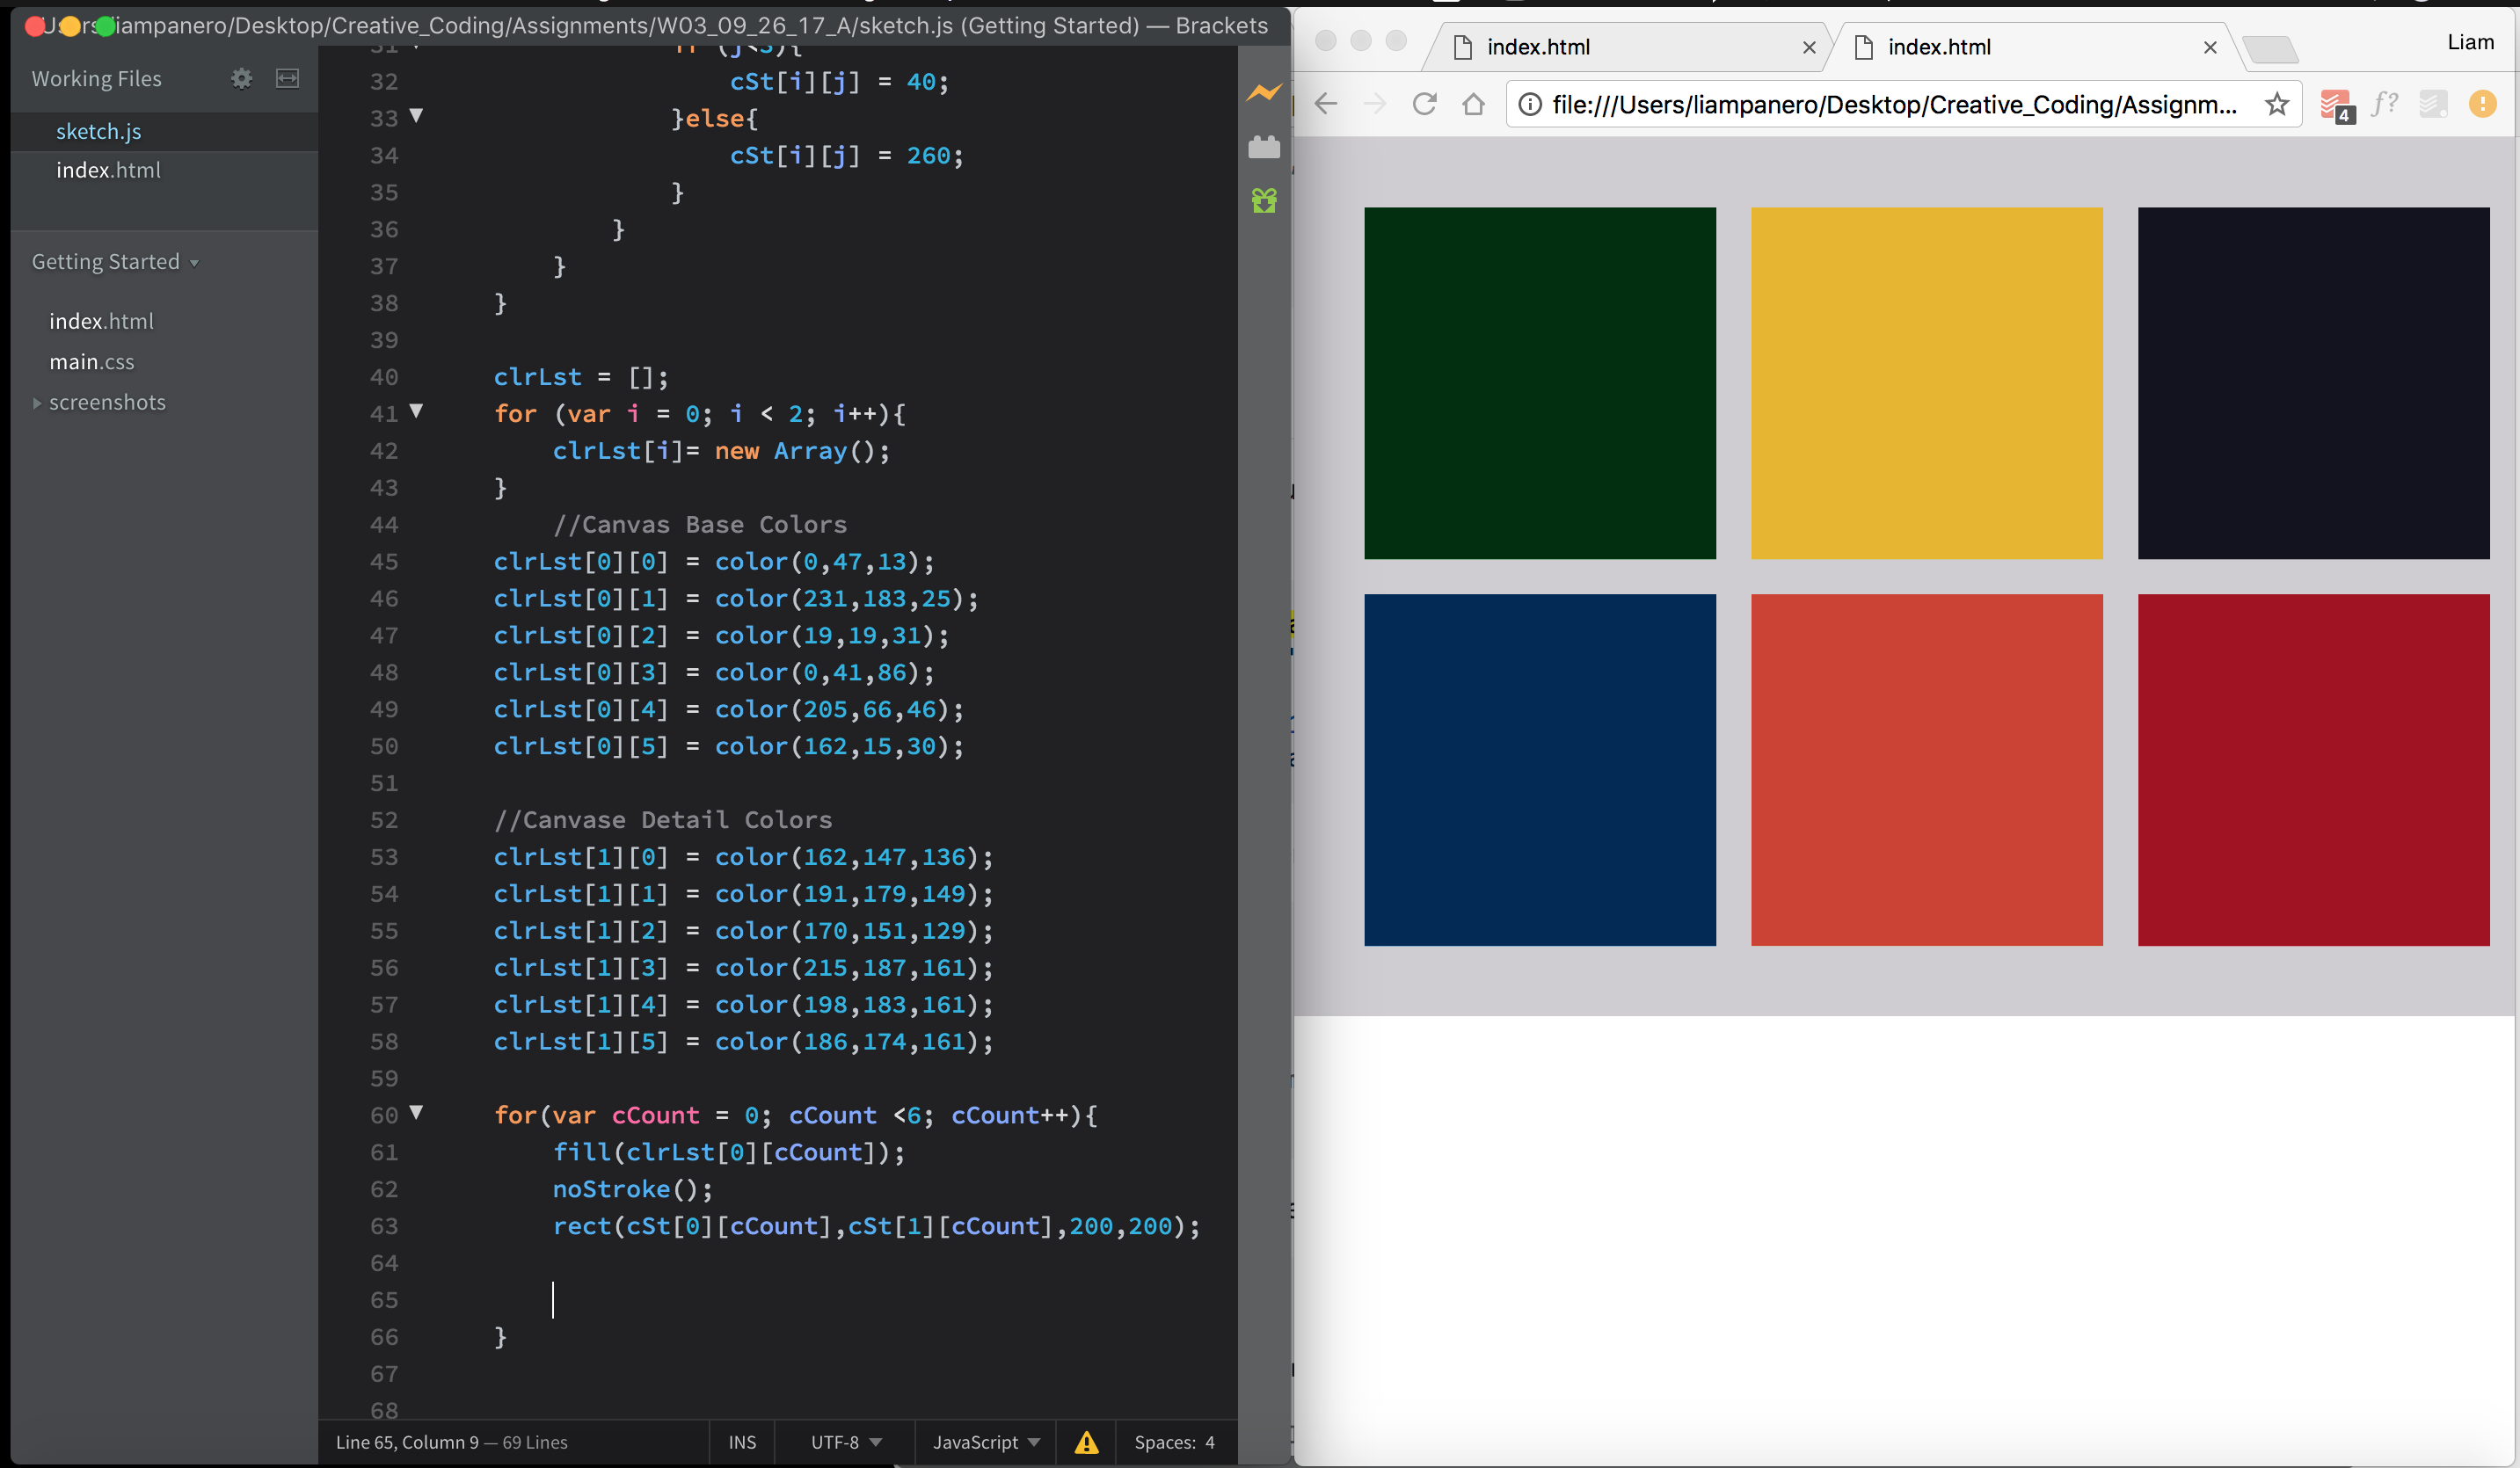 Users/liampanero/Desktop/Creative_Coding/Assignments/W03_09_26_17_A/sketch.js (Getting Started) — Brackets
Working Files
sketch.js
index.html
Getting Started
index.html
main.css
screenshots
31 if (j<3){
32 cSt[i][j] = 40;
33 }else{
34 cSt[i][j] = 260;
35 }
36 }
37 }
38 }
39
40 clrLst = [];
41 for (var i = 0; i < 2; i++){
42 clrLst[i]= new Array();
43 }
44 //Canvas Base Colors
45 clrLst[0][0] = color(0,47,13);
46 clrLst[0][1] = color(231,183,25);
47 clrLst[0][2] = color(19,19,31);
48 clrLst[0][3] = color(0,41,86);
49 clrLst[0][4] = color(205,66,46);
50 clrLst[0][5] = color(162,15,30);
51
52 //Canvase Detail Colors
53 clrLst[1][0] = color(162,147,136);
54 clrLst[1][1] = color(191,179,149);
55 clrLst[1][2] = color(170,151,129);
56 clrLst[1][3] = color(215,187,161);
57 clrLst[1][4] = color(198,183,161);
58 clrLst[1][5] = color(186,174,161);
59
60 for(var cCount = 0; cCount <6; cCount++){
61 fill(clrLst[0][cCount]);
62 noStroke();
63 rect(cSt[0][cCount],cSt[1][cCount],200,200);
64
65
66 }
67
68
Line 65, Column 9 — 69 Lines
INS
UTF-8
JavaScript
Spaces: 4
index.html
index.html
Liam
file:///Users/liampanero/Desktop/Creative_Coding/Assignm...
4
f?